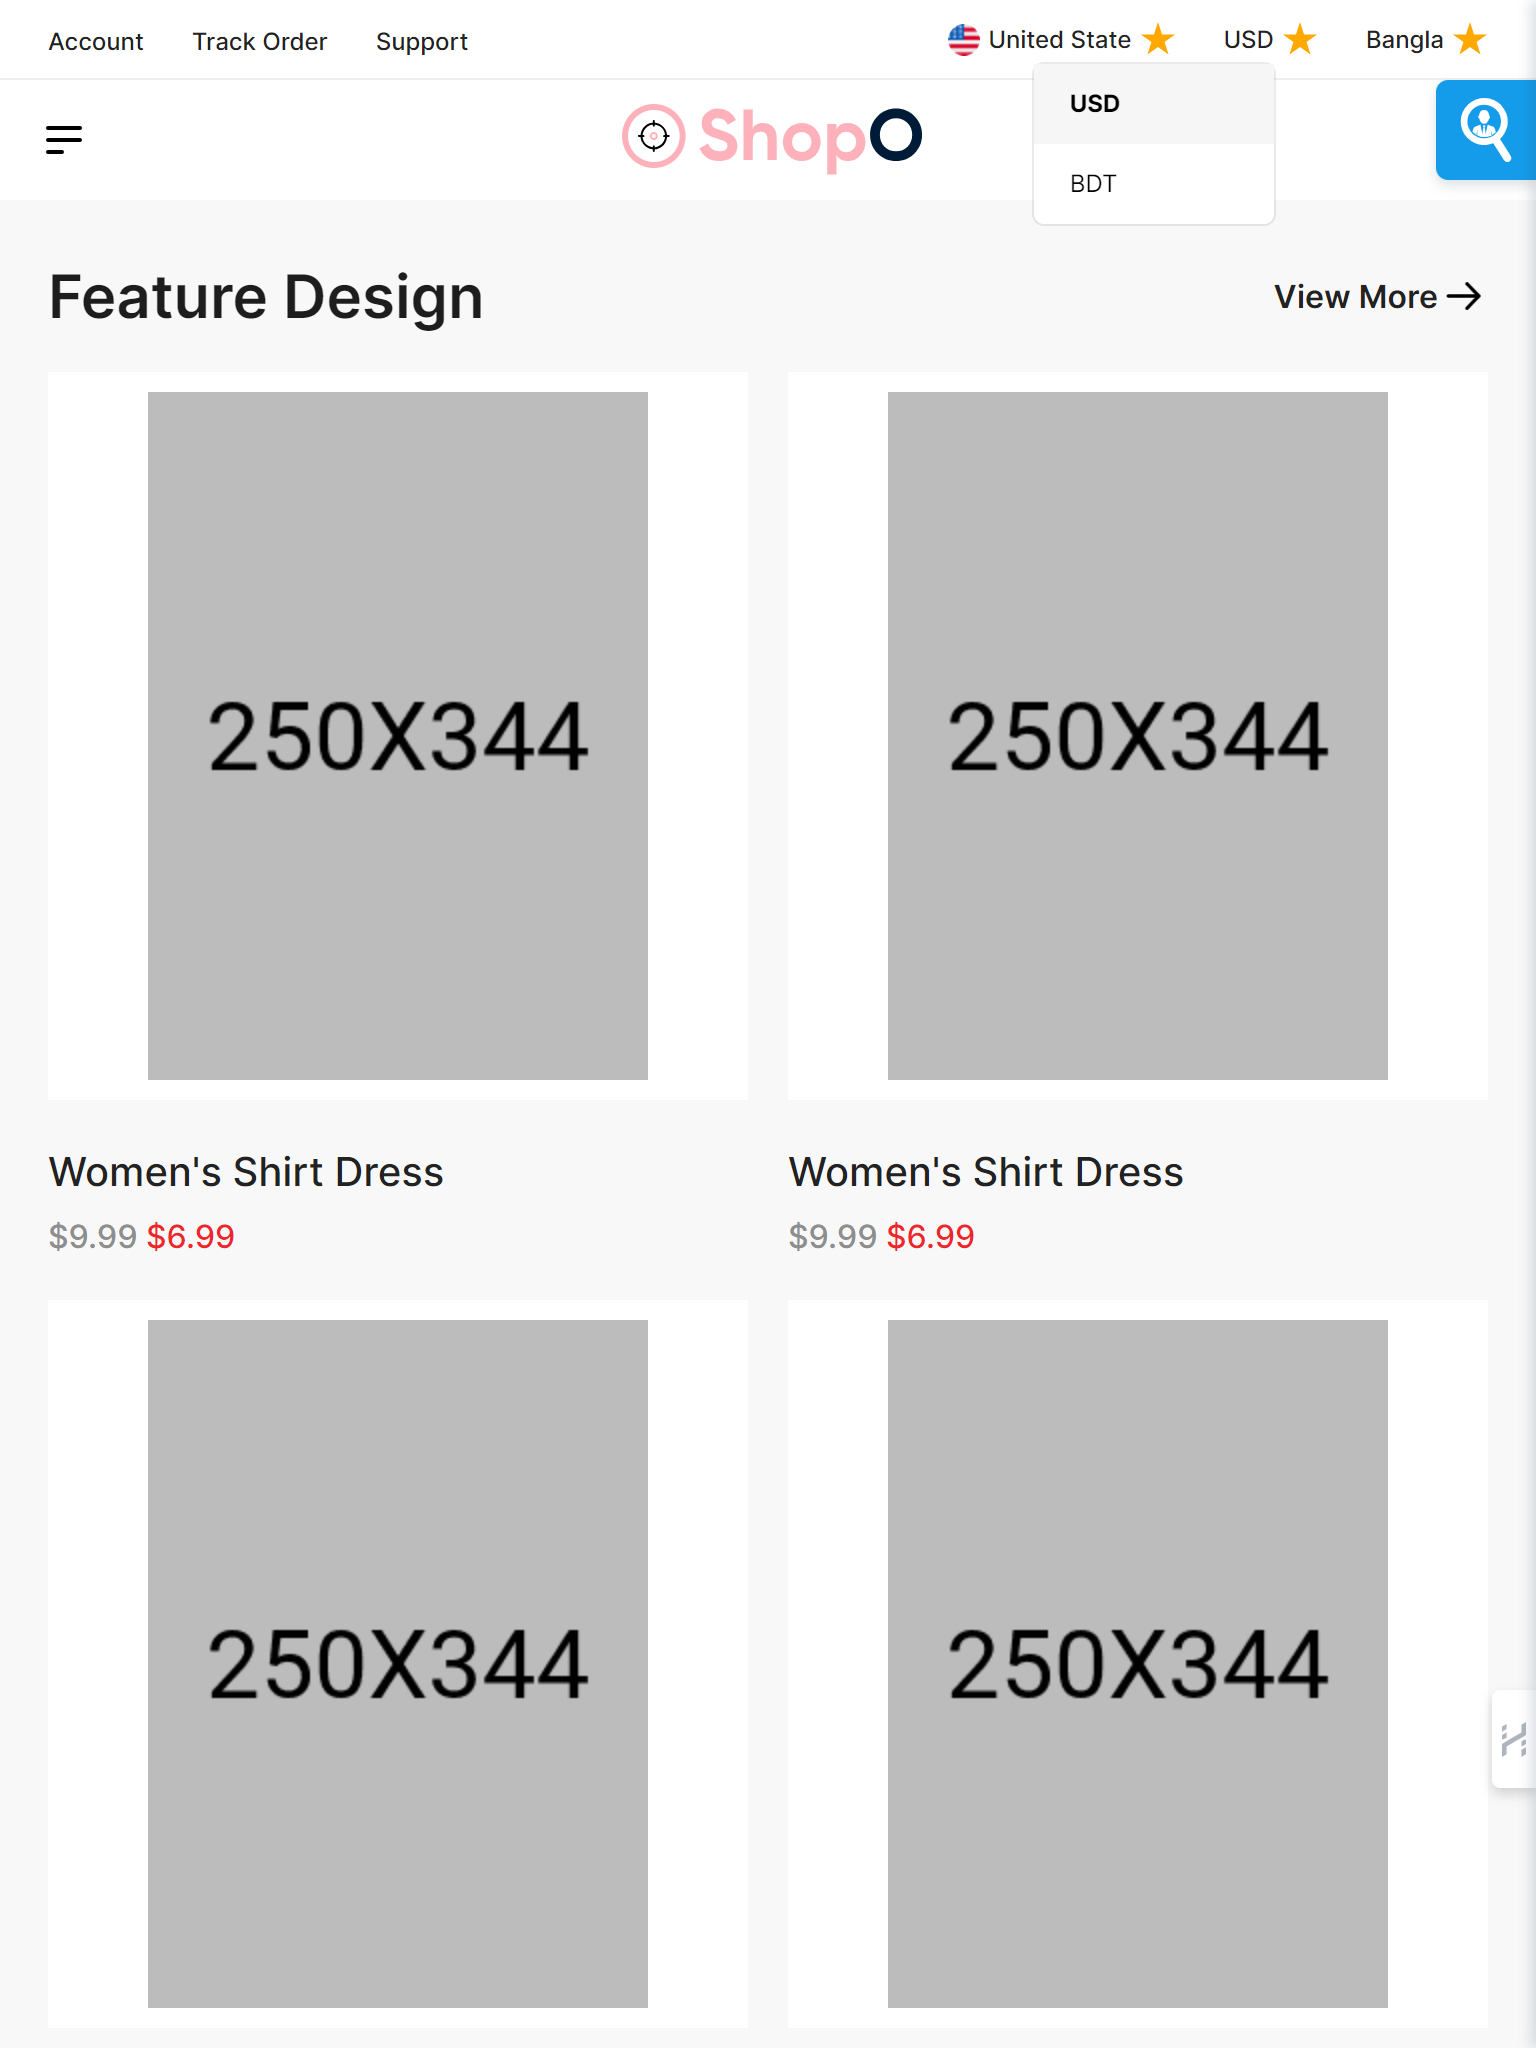 Account Track Order Support United State USD Bangla
USD
BDT
ShopO
Feature Design View More
250X344 250X344
Women's Shirt Dress Women's Shirt Dress
$9.99 $6.99 $9.99 $6.99
250X344 250X344